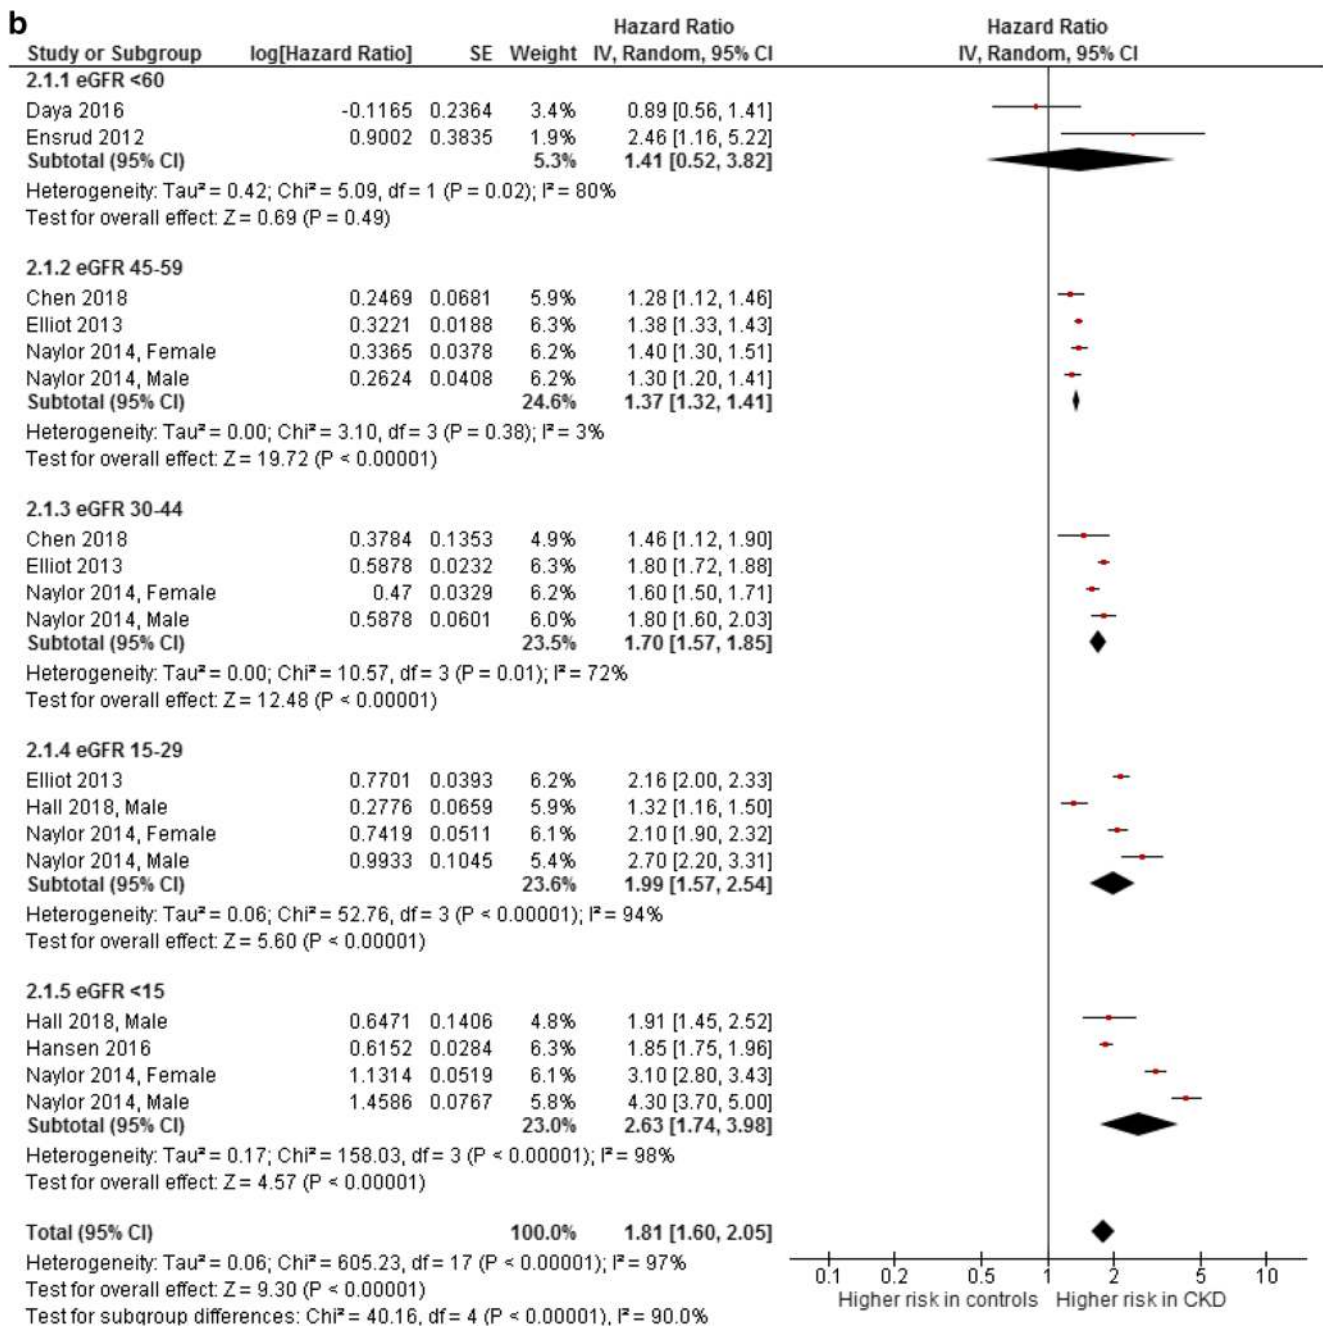 b
Hazard Ratio Hazard Ratio
Study or Subgroup log[Hazard Ratio] SE Weight IV, Random, 95% CI IV, Random, 95% CI
2.1.1 eGFR <60
Daya 2016 -0.1165 0.2364 3.4% 0.89 [0.56, 1.41]
Ensrud 2012 0.9002 0.3835 1.9% 2.46 [1.16, 5.22]
Subtotal (95% CI) 5.3% 1.41 [0.52, 3.82]
Heterogeneity: Tau² = 0.42; Chi² = 5.09, df = 1 (P = 0.02); I² = 80%
Test for overall effect: Z = 0.69 (P = 0.49)
2.1.2 eGFR 45-59
Chen 2018 0.2469 0.0681 5.9% 1.28 [1.12, 1.46]
Elliot 2013 0.3221 0.0188 6.3% 1.38 [1.33, 1.43]
Naylor 2014, Female 0.3365 0.0378 6.2% 1.40 [1.30, 1.51]
Naylor 2014, Male 0.2624 0.0408 6.2% 1.30 [1.20, 1.41]
Subtotal (95% CI) 24.6% 1.37 [1.32, 1.41]
Heterogeneity: Tau² = 0.00; Chi² = 3.10, df = 3 (P = 0.38); I² = 3%
Test for overall effect: Z = 19.72 (P < 0.00001)
2.1.3 eGFR 30-44
Chen 2018 0.3784 0.1353 4.9% 1.46 [1.12, 1.90]
Elliot 2013 0.5878 0.0232 6.3% 1.80 [1.72, 1.88]
Naylor 2014, Female 0.47 0.0329 6.2% 1.60 [1.50, 1.71]
Naylor 2014, Male 0.5878 0.0601 6.0% 1.80 [1.60, 2.03]
Subtotal (95% CI) 23.5% 1.70 [1.57, 1.85]
Heterogeneity: Tau² = 0.00; Chi² = 10.57, df = 3 (P = 0.01); I² = 72%
Test for overall effect: Z = 12.48 (P < 0.00001)
2.1.4 eGFR 15-29
Elliot 2013 0.7701 0.0393 6.2% 2.16 [2.00, 2.33]
Hall 2018, Male 0.2776 0.0659 5.9% 1.32 [1.16, 1.50]
Naylor 2014, Female 0.7419 0.0511 6.1% 2.10 [1.90, 2.32]
Naylor 2014, Male 0.9933 0.1045 5.4% 2.70 [2.20, 3.31]
Subtotal (95% CI) 23.6% 1.99 [1.57, 2.54]
Heterogeneity: Tau² = 0.06; Chi² = 52.76, df = 3 (P < 0.00001); I² = 94%
Test for overall effect: Z = 5.60 (P < 0.00001)
2.1.5 eGFR <15
Hall 2018, Male 0.6471 0.1406 4.8% 1.91 [1.45, 2.52]
Hansen 2016 0.6152 0.0284 6.3% 1.85 [1.75, 1.96]
Naylor 2014, Female 1.1314 0.0519 6.1% 3.10 [2.80, 3.43]
Naylor 2014, Male 1.4586 0.0767 5.8% 4.30 [3.70, 5.00]
Subtotal (95% CI) 23.0% 2.63 [1.74, 3.98]
Heterogeneity: Tau² = 0.17; Chi² = 158.03, df = 3 (P < 0.00001); I² = 98%
Test for overall effect: Z = 4.57 (P < 0.00001)
Total (95% CI) 100.0% 1.81 [1.60, 2.05]
Heterogeneity: Tau² = 0.06; Chi² = 605.23, df = 17 (P < 0.00001); I² = 97%
Test for overall effect: Z = 9.30 (P < 0.00001)
Test for subgroup differences: Chi² = 40.16, df = 4 (P < 0.00001), I² = 90.0%
0.1 0.2 0.5 1 2 5 10
Higher risk in controls Higher risk in CKD